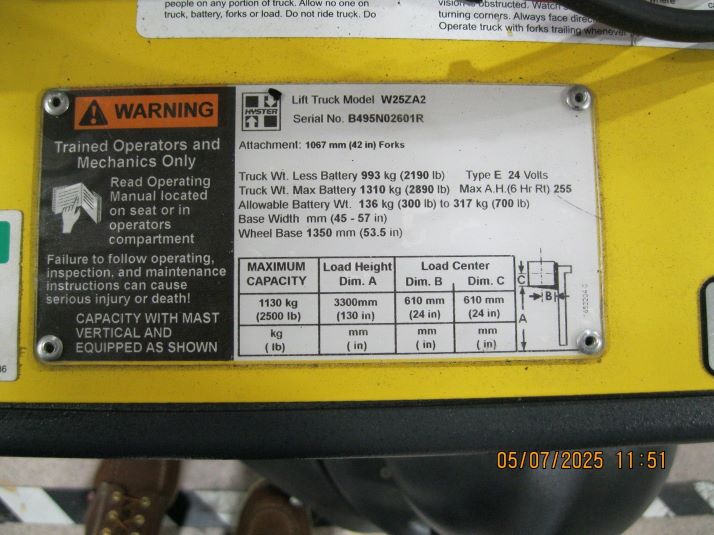 people on any portion of truck. Allow no one on
truck, battery, forks or load. Do not ride truck. Do
obstructed. Watch
turning corners. Always face
Operate truck with forks trailing whenever
WARNING
Trained Operators and
Mechanics Only
Read Operating
Manual located
on seat or in
operators
compartment
Failure to follow operating,
inspection, and maintenance
instructions can cause
serious injury or death!
CAPACITY WITH MAST
VERTICAL AND
EQUIPPED AS SHOWN
HYSTER
Lift Truck Model W25ZA2
Serial No. B495N02601R
Attachment: 1067 mm (42 in) Forks
Truck Wt. Less Battery 993 kg (2190 lb) Type E 24 Volts
Truck Wt. Max Battery 1310 kg (2890 lb) Max A.H.(6 Hr Rt) 255
Allowable Battery Wt. 136 kg (300 lb) to 317 kg (700 lb)
Base Width mm (45 - 57 in)
Wheel Base 1350 mm (53.5 in)
MAXIMUM CAPACITY Load Height Dim. A Load Center Dim. B Dim. C
1130 kg 3300mm 610 mm 610 mm
(2500 lb) (130 in) (24 in) (24 in)
kg mm mm mm
( lb) ( in) ( in) ( in)
C
B
A
05/07/2025 11:51